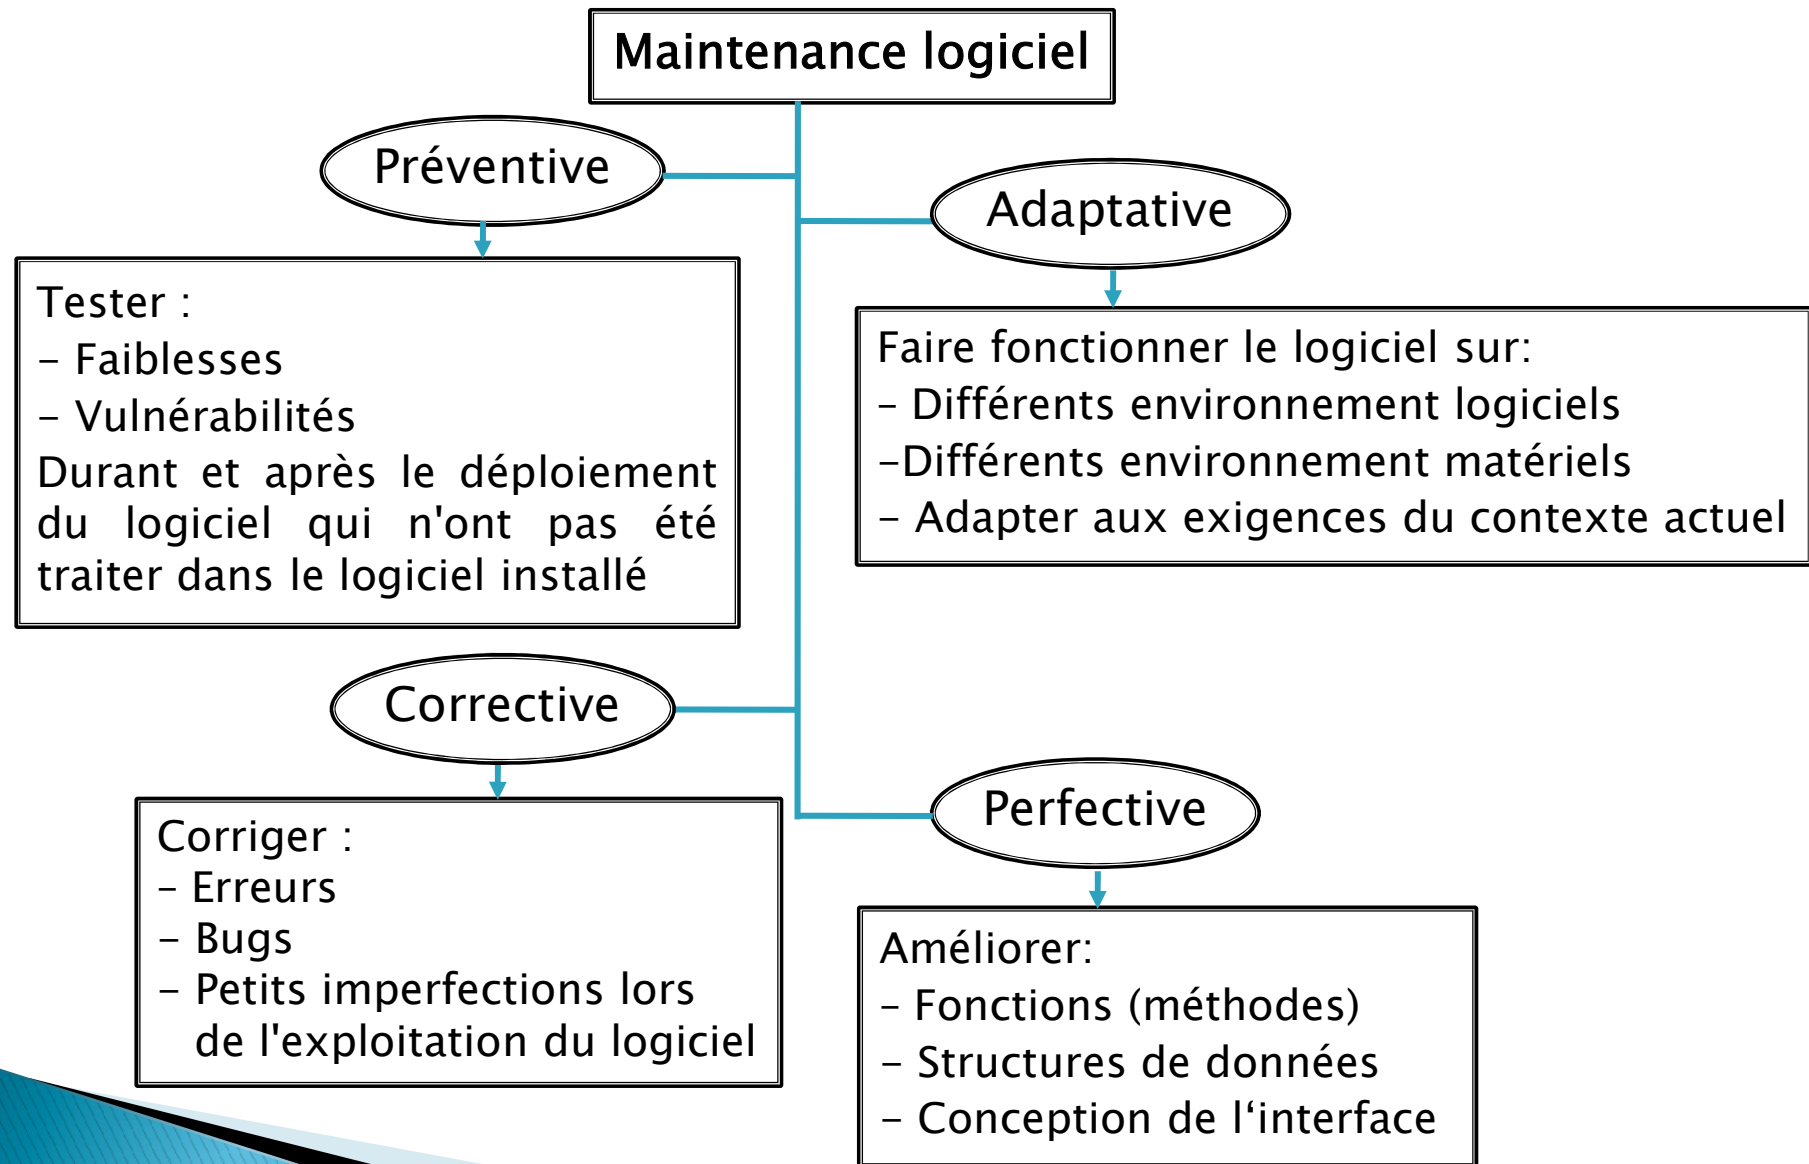 Maintenance logiciel
Préventive
Tester :
- Faiblesses
- Vulnérabilités
Durant et après le déploiement
du logiciel qui n'ont pas été
traiter dans le logiciel installé
Adaptative
Faire fonctionner le logiciel sur:
- Différents environnement logiciels
-Différents environnement matériels
- Adapter aux exigences du contexte actuel
Corrective
Corriger :
- Erreurs
- Bugs
- Petits imperfections lors
de l'exploitation du logiciel
Perfective
Améliorer:
- Fonctions (méthodes)
- Structures de données
- Conception de l‘interface